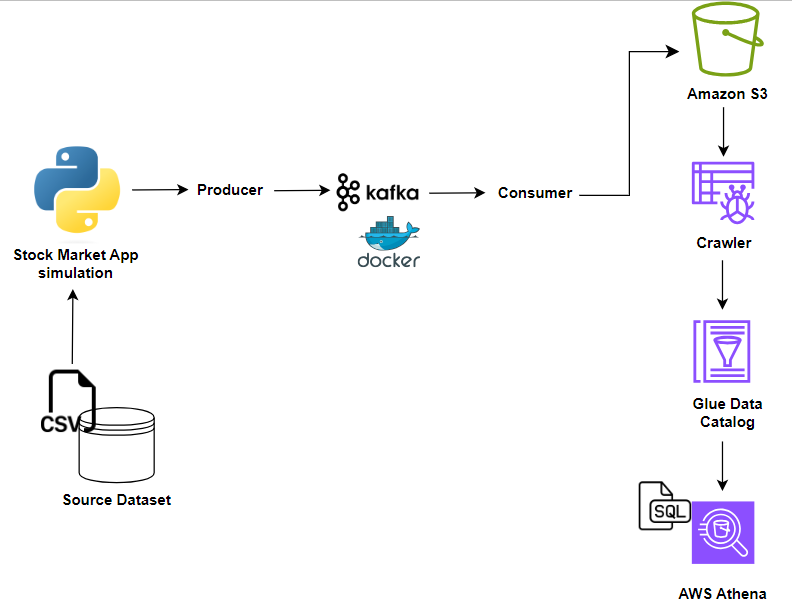 Amazon S3
Producer
kafka
Consumer
docker
Stock Market App
simulation
Crawler
CSV
Source Dataset
Glue Data
Catalog
SQL
AWS Athena